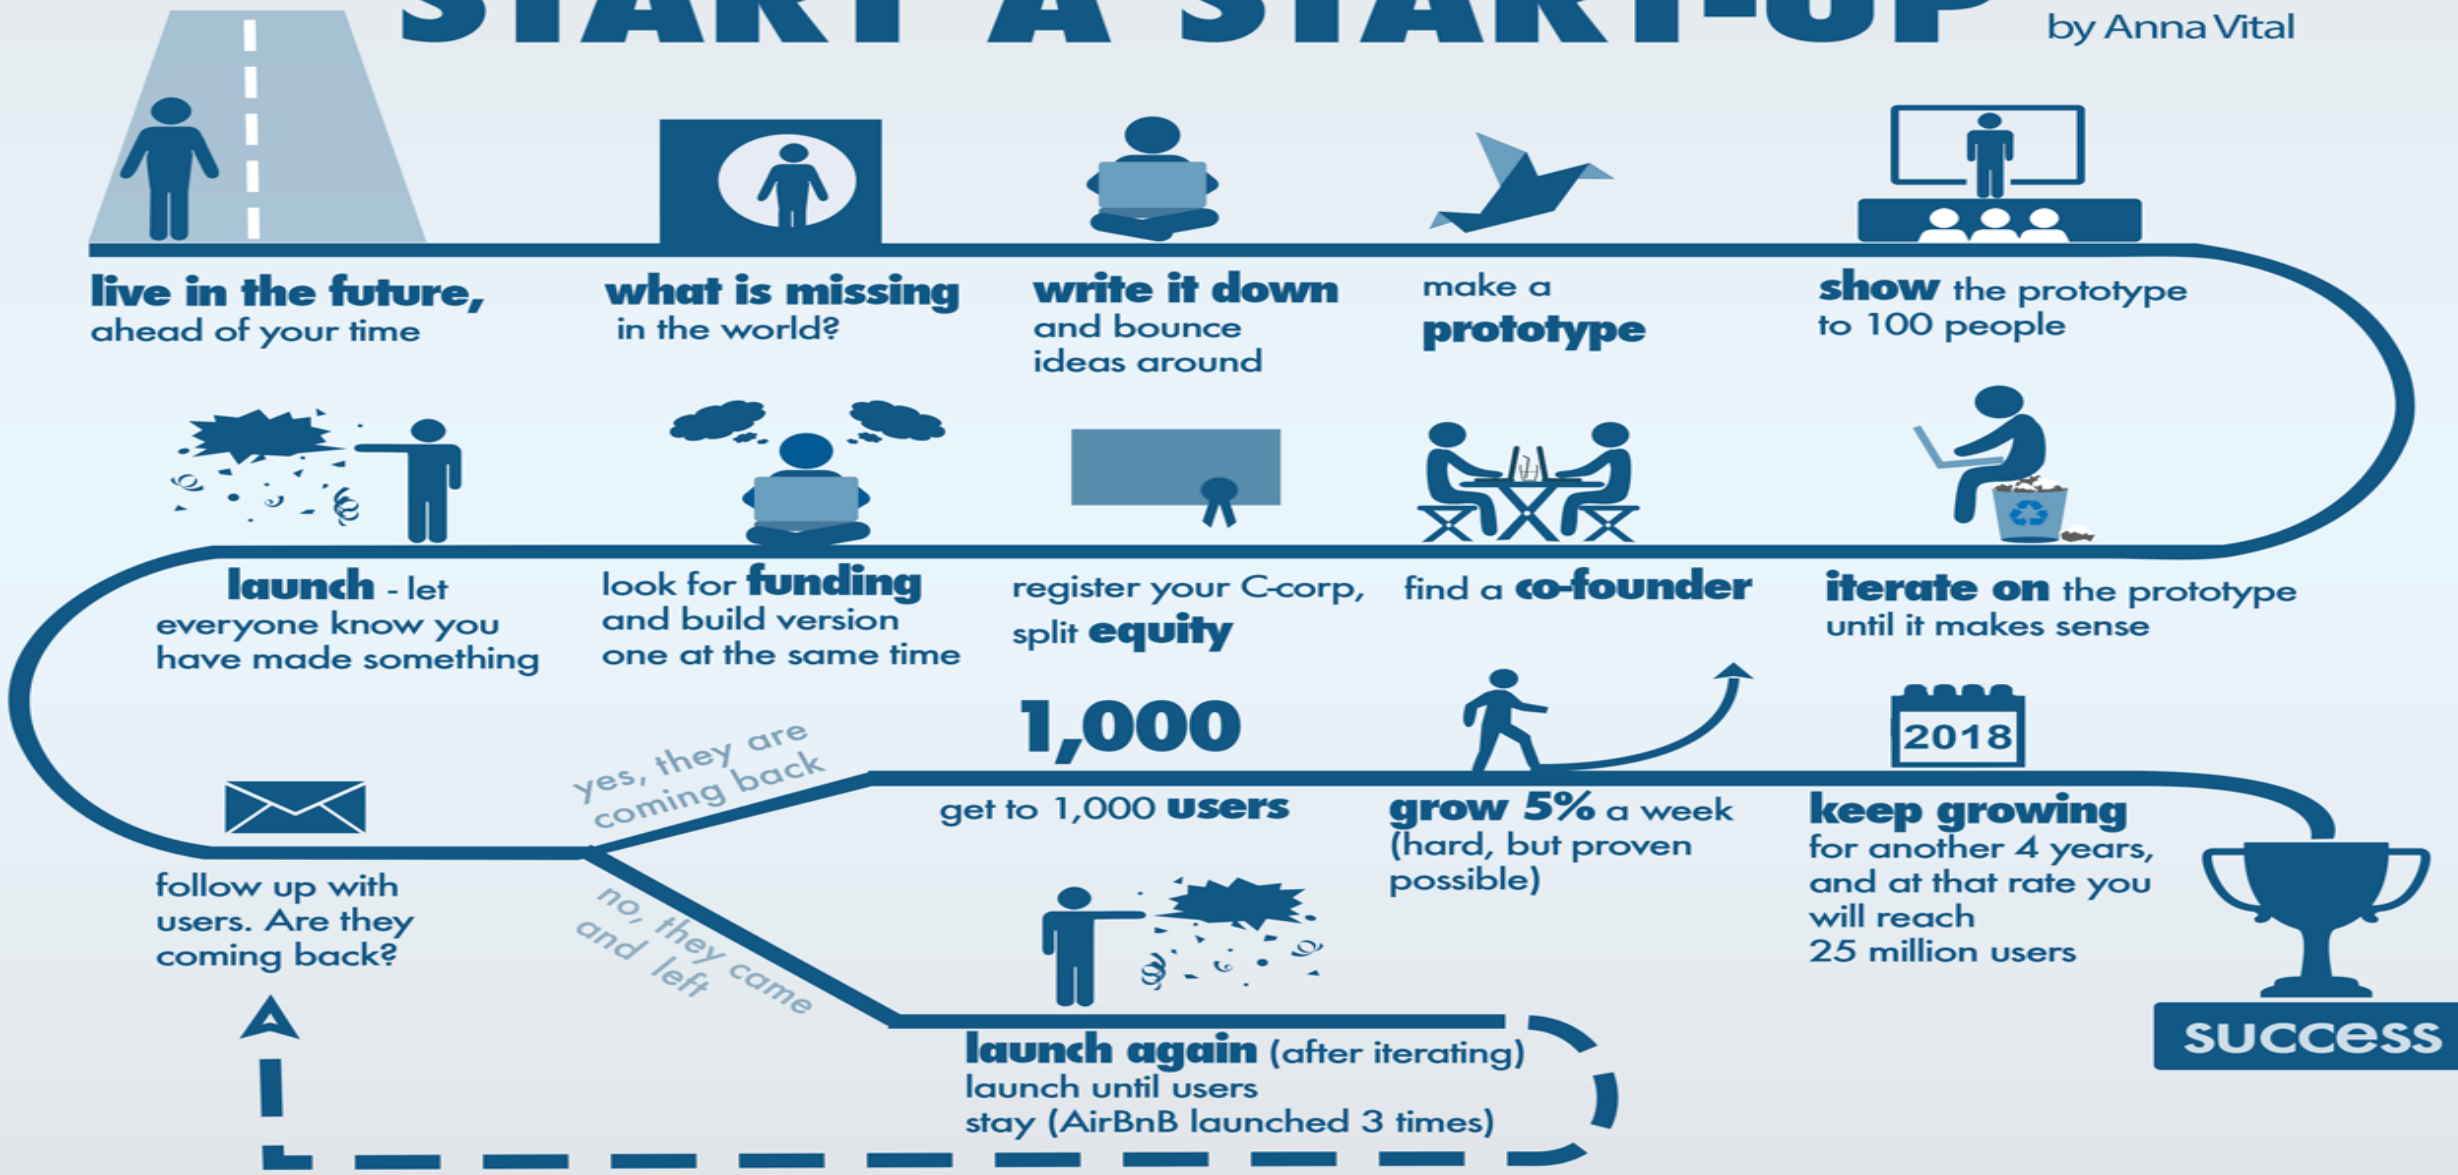 START A START-UP
by Anna Vital
live in the future,
ahead of your time
what is missing
in the world?
write it down
and bounce
ideas around
make a
prototype
show the prototype
to 100 people
iterate on the prototype
until it makes sense
find a co-founder
register your C-corp,
split equity
look for funding
and build version
one at the same time
launch - let
everyone know you
have made something
follow up with
users. Are they
coming back?
yes, they are
coming back
1,000
get to 1,000 users
grow 5% a week
(hard, but proven
possible)
2018
keep growing
for another 4 years,
and at that rate you
will reach
25 million users
success
no, they came
and left
launch again (after iterating)
launch until users
stay (AirBnB launched 3 times)